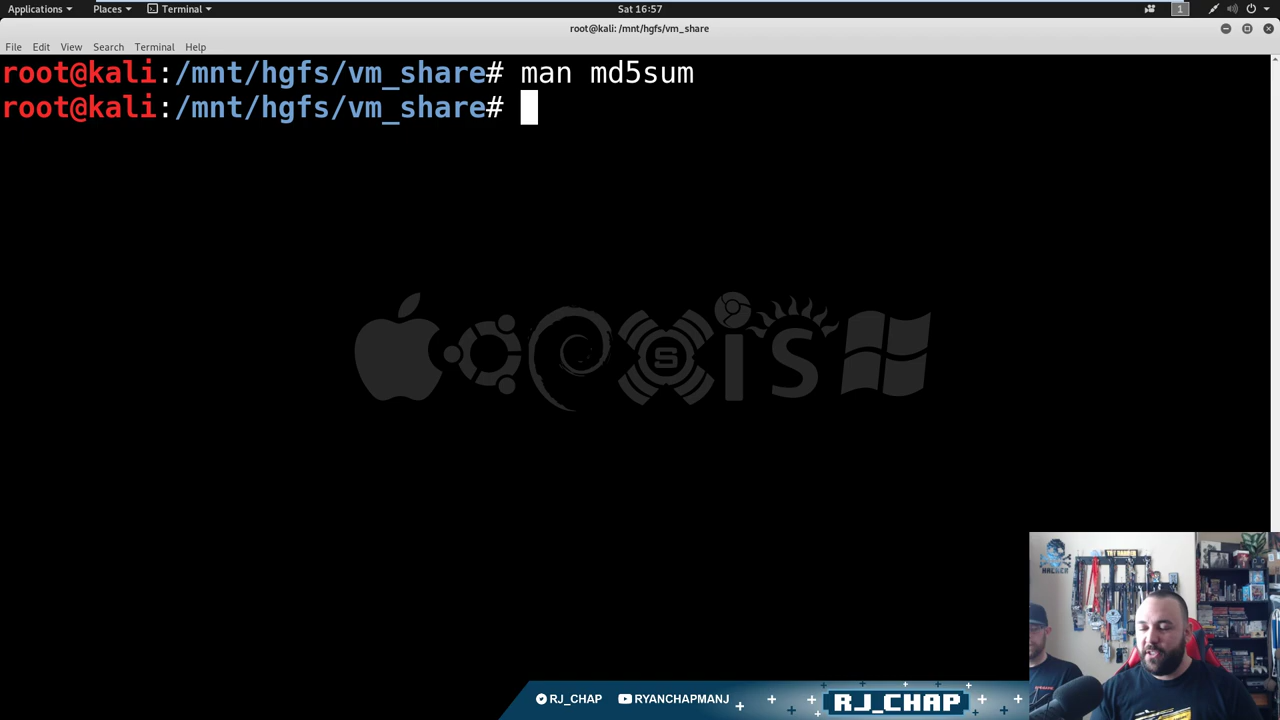 Applications
Places
Terminal
Sat 16:57
1
root@kali: /mnt/hgfs/vm_share
File Edit View Search Terminal Help
root@kali:/mnt/hgfs/vm_share# man md5sum
root@kali:/mnt/hgfs/vm_share#
RJ_CHAP
RYANCHAPMANJ
RJ_CHAP